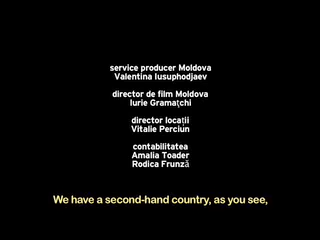 service producer Moldova
Valentina Iusuphodjaev
director de film Moldova
Iurie Gramațchi
director locații
Vitalie Perciun
contabilitatea
Amalia Toader
Rodica Frunză
We have a second-hand country, as you see,